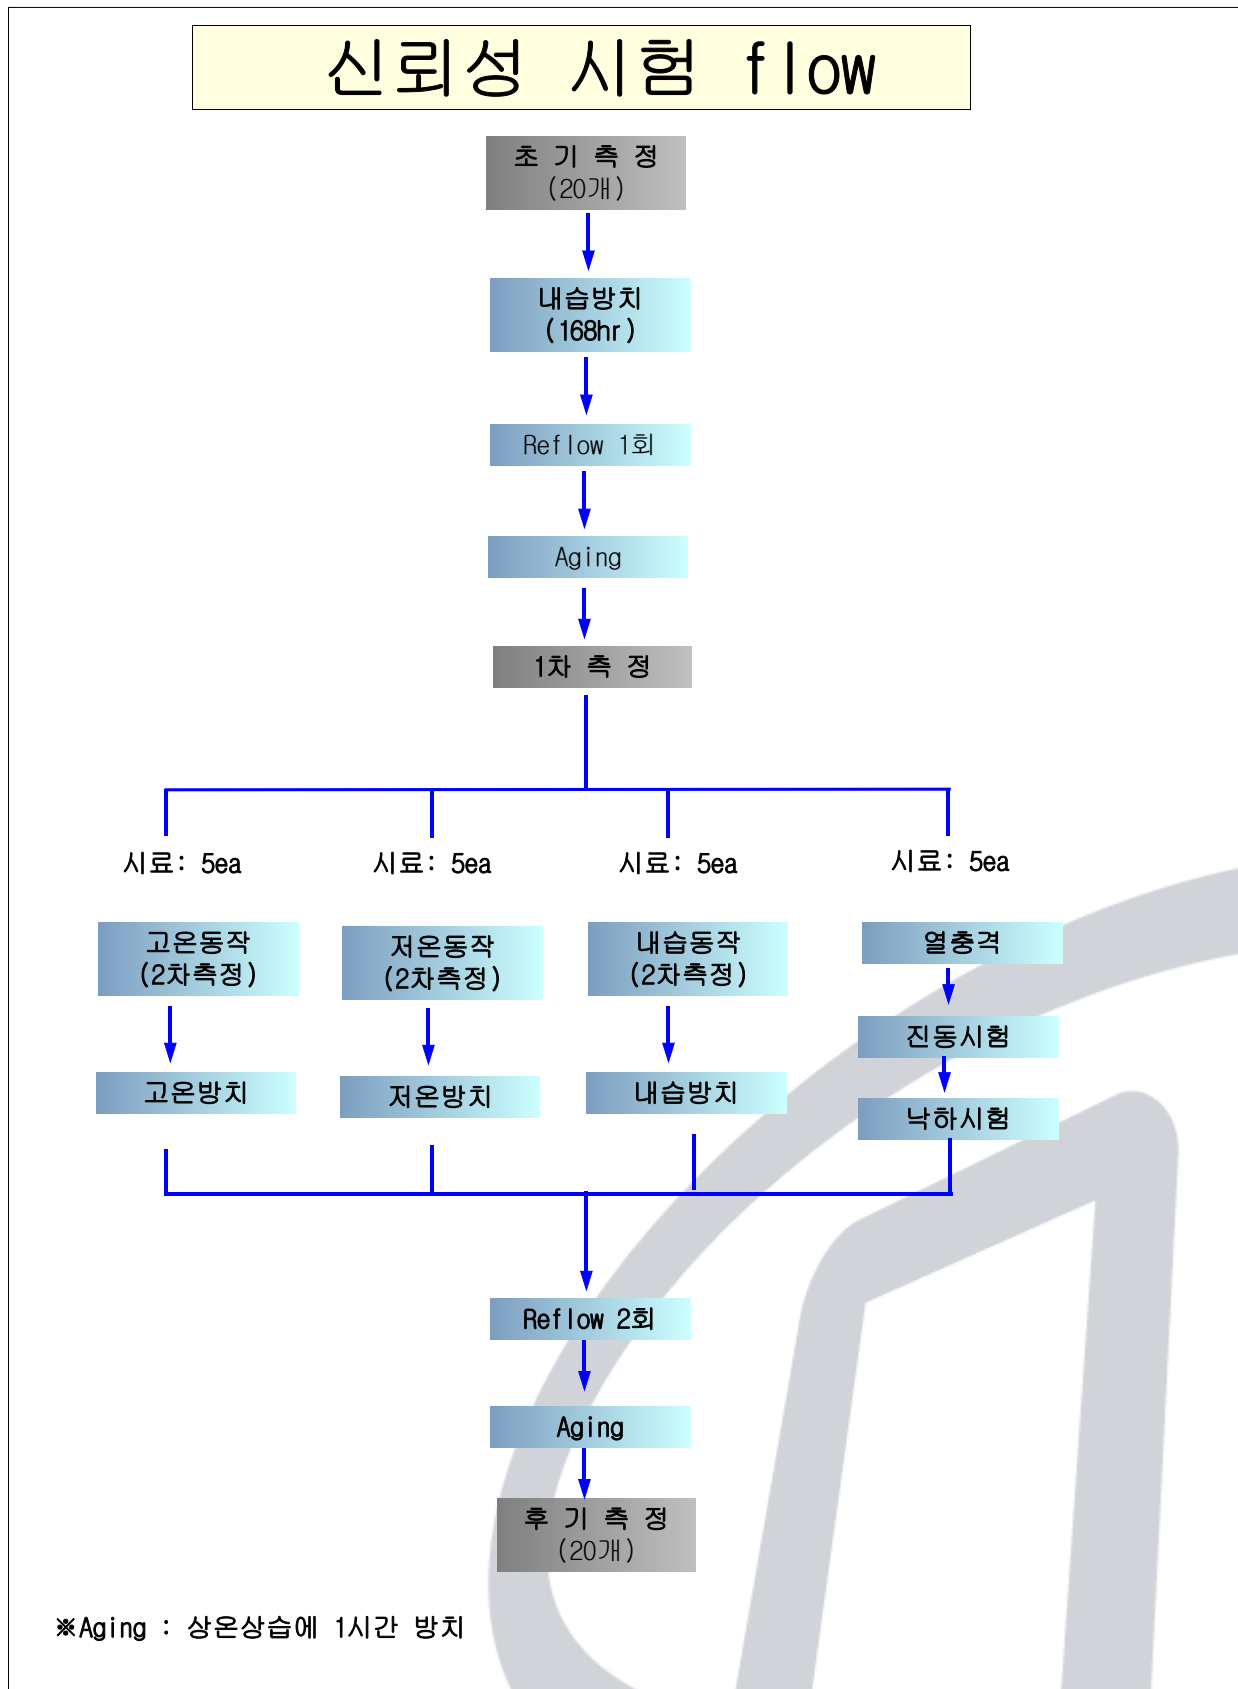 신뢰성 시험 flow
초 기 측 정
(20개)
내습방치
(168hr)
Reflow 1회
Aging
1차 측 정
시료: 5ea
시료: 5ea
시료: 5ea
시료: 5ea
고온동작
(2차측정)
저온동작
(2차측정)
내습동작
(2차측정)
열충격
진동시험
고온방치
저온방치
내습방치
낙하시험
Reflow 2회
Aging
후 기 측 정
(20개)
※Aging : 상온상습에 1시간 방치